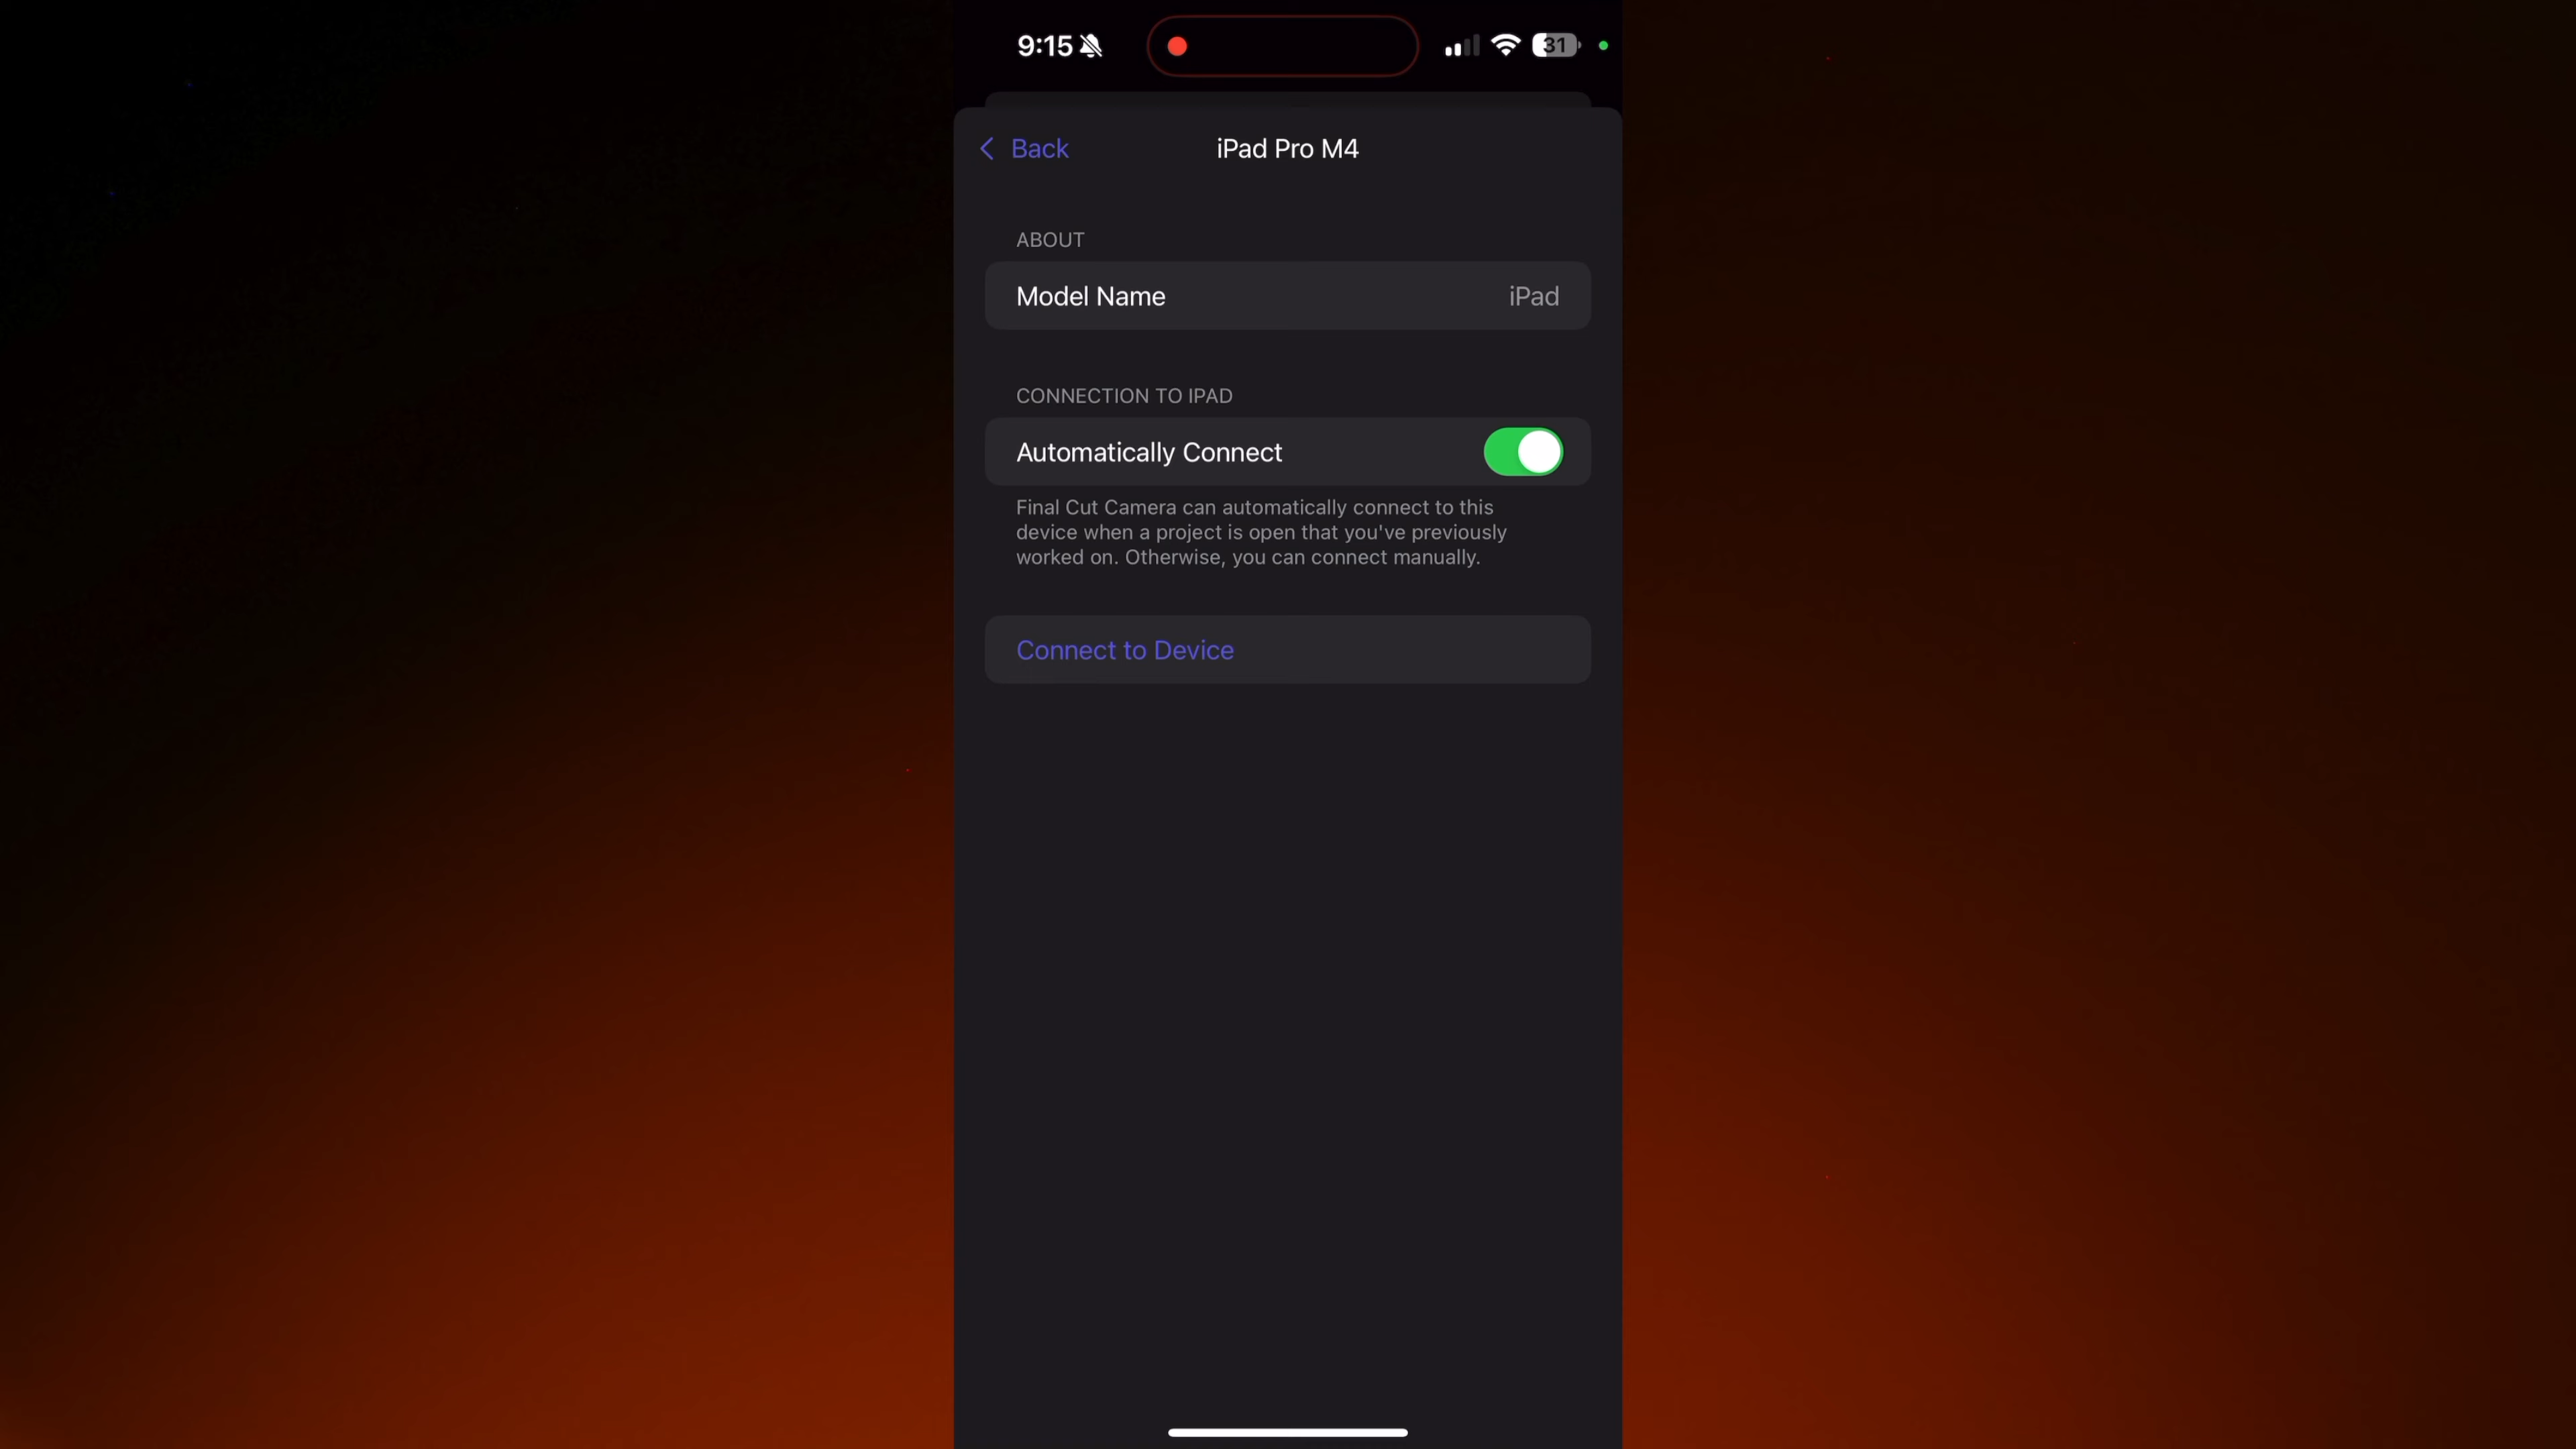 9:15
31
Back
iPad Pro M4
ABOUT
Model Name
iPad
CONNECTION TO IPAD
Automatically Connect
Final Cut Camera can automatically connect to this
device when a project is open that you've previously
worked on. Otherwise, you can connect manually.
Connect to Device